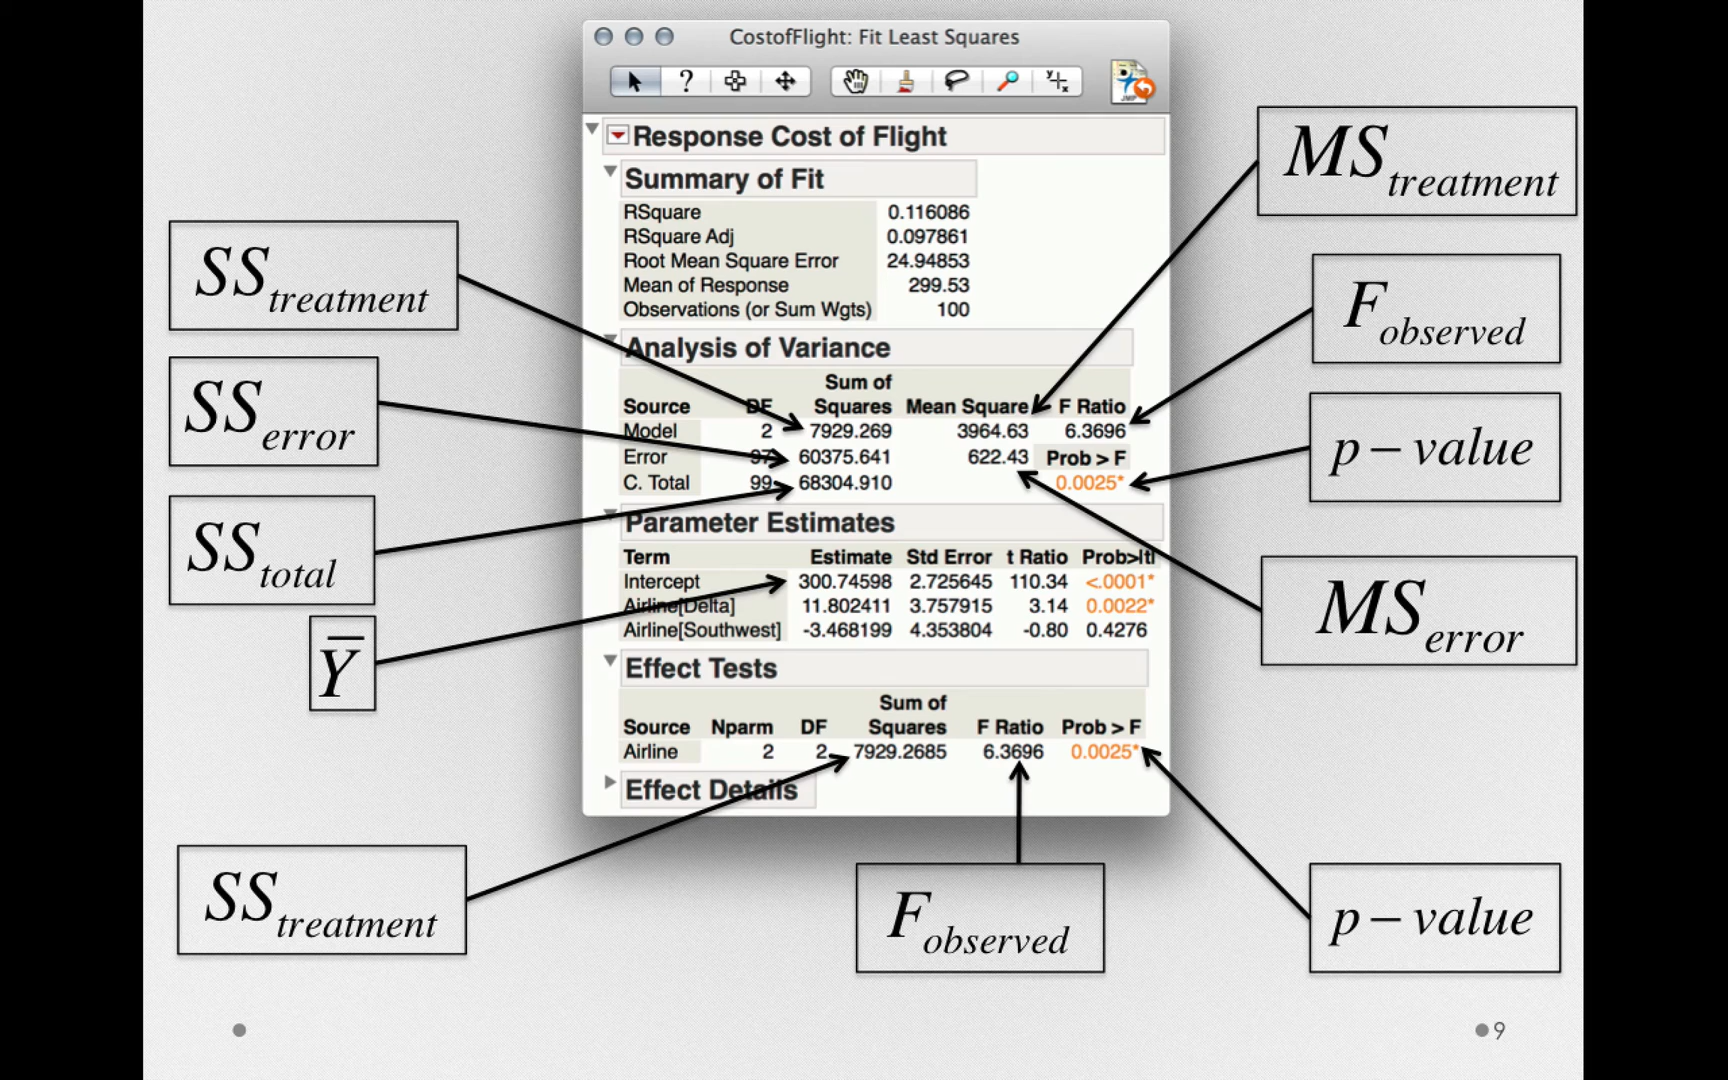 CostofFlight: Fit Least Squares
?
JMP
Response Cost of Flight
Summary of Fit
RSquare 0.116086
RSquare Adj 0.097861
Root Mean Square Error 24.94853
Mean of Response 299.53
Observations (or Sum Wgts) 100
Analysis of Variance
Sum of
Source DF Squares Mean Square F Ratio
Model 2 7929.269 3964.63 6.3696
Error 97 60375.641 622.43 Prob > F
C. Total 99 68304.910 0.0025*
Parameter Estimates
Term Estimate Std Error t Ratio Prob>|t|
Intercept 300.74598 2.725645 110.34 <.0001*
Airline[Delta] 11.802411 3.757915 3.14 0.0022*
Airline[Southwest] -3.468199 4.353804 -0.80 0.4276
Effect Tests
Sum of
Source Nparm DF Squares F Ratio Prob > F
Airline 2 2 7929.2685 6.3696 0.0025*
Effect Details
SS treatment
SS error
SS total
Y̅
SS treatment
MS treatment
F observed
p – value
MS error
F observed
p – value
9